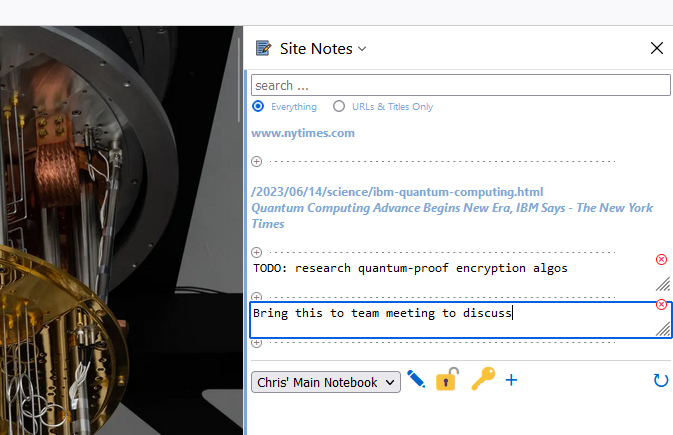 Site Notes
search ...
Everything
URLs & Titles Only
www.nytimes.com
/2023/06/14/science/ibm-quantum-computing.html
Quantum Computing Advance Begins New Era, IBM Says - The New York
Times
TODO: research quantum-proof encryption algos
Bring this to team meeting to discuss
Chris' Main Notebook